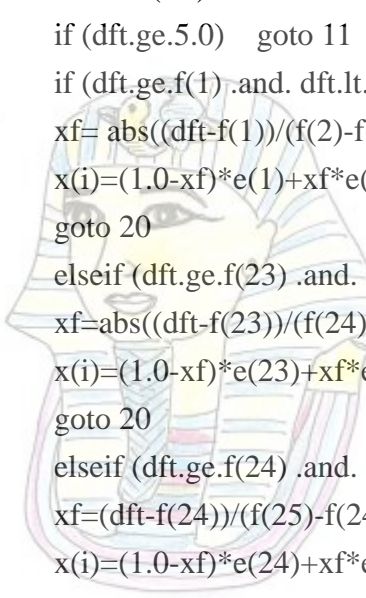 if (dft.ge.5.0) goto 11
if (dft.ge.f(1) .and. dft.lt.
xf= abs((dft-f(1))/(f(2)-f
x(i)=(1.0-xf)*e(1)+xf*e(
goto 20
elseif (dft.ge.f(23) .and.
xf=abs((dft-f(23))/(f(24)
x(i)=(1.0-xf)*e(23)+xf*e
goto 20
elseif (dft.ge.f(24) .and.
xf=(dft-f(24))/(f(25)-f(24
x(i)=(1.0-xf)*e(24)+xf*e